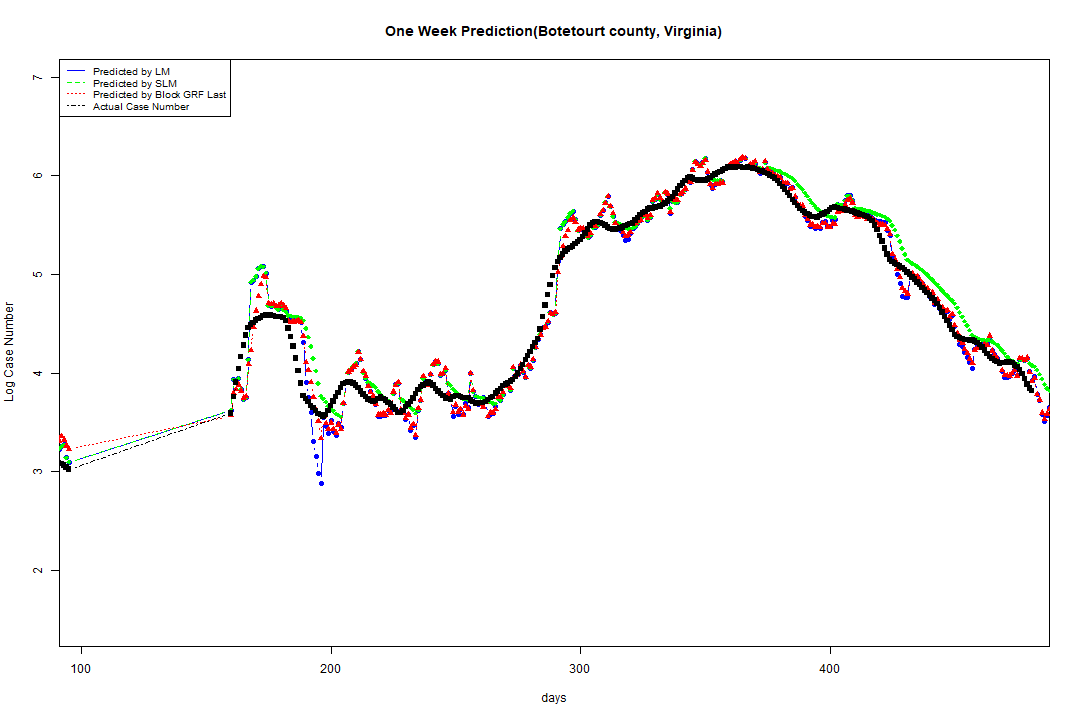 One Week Prediction(Botetourt county, Virginia)
Predicted by LM
Predicted by SLM
Predicted by Block GRF Last
Actual Case Number
7
6
5
4
3
2
Log Case Number
100 200 300 400
days